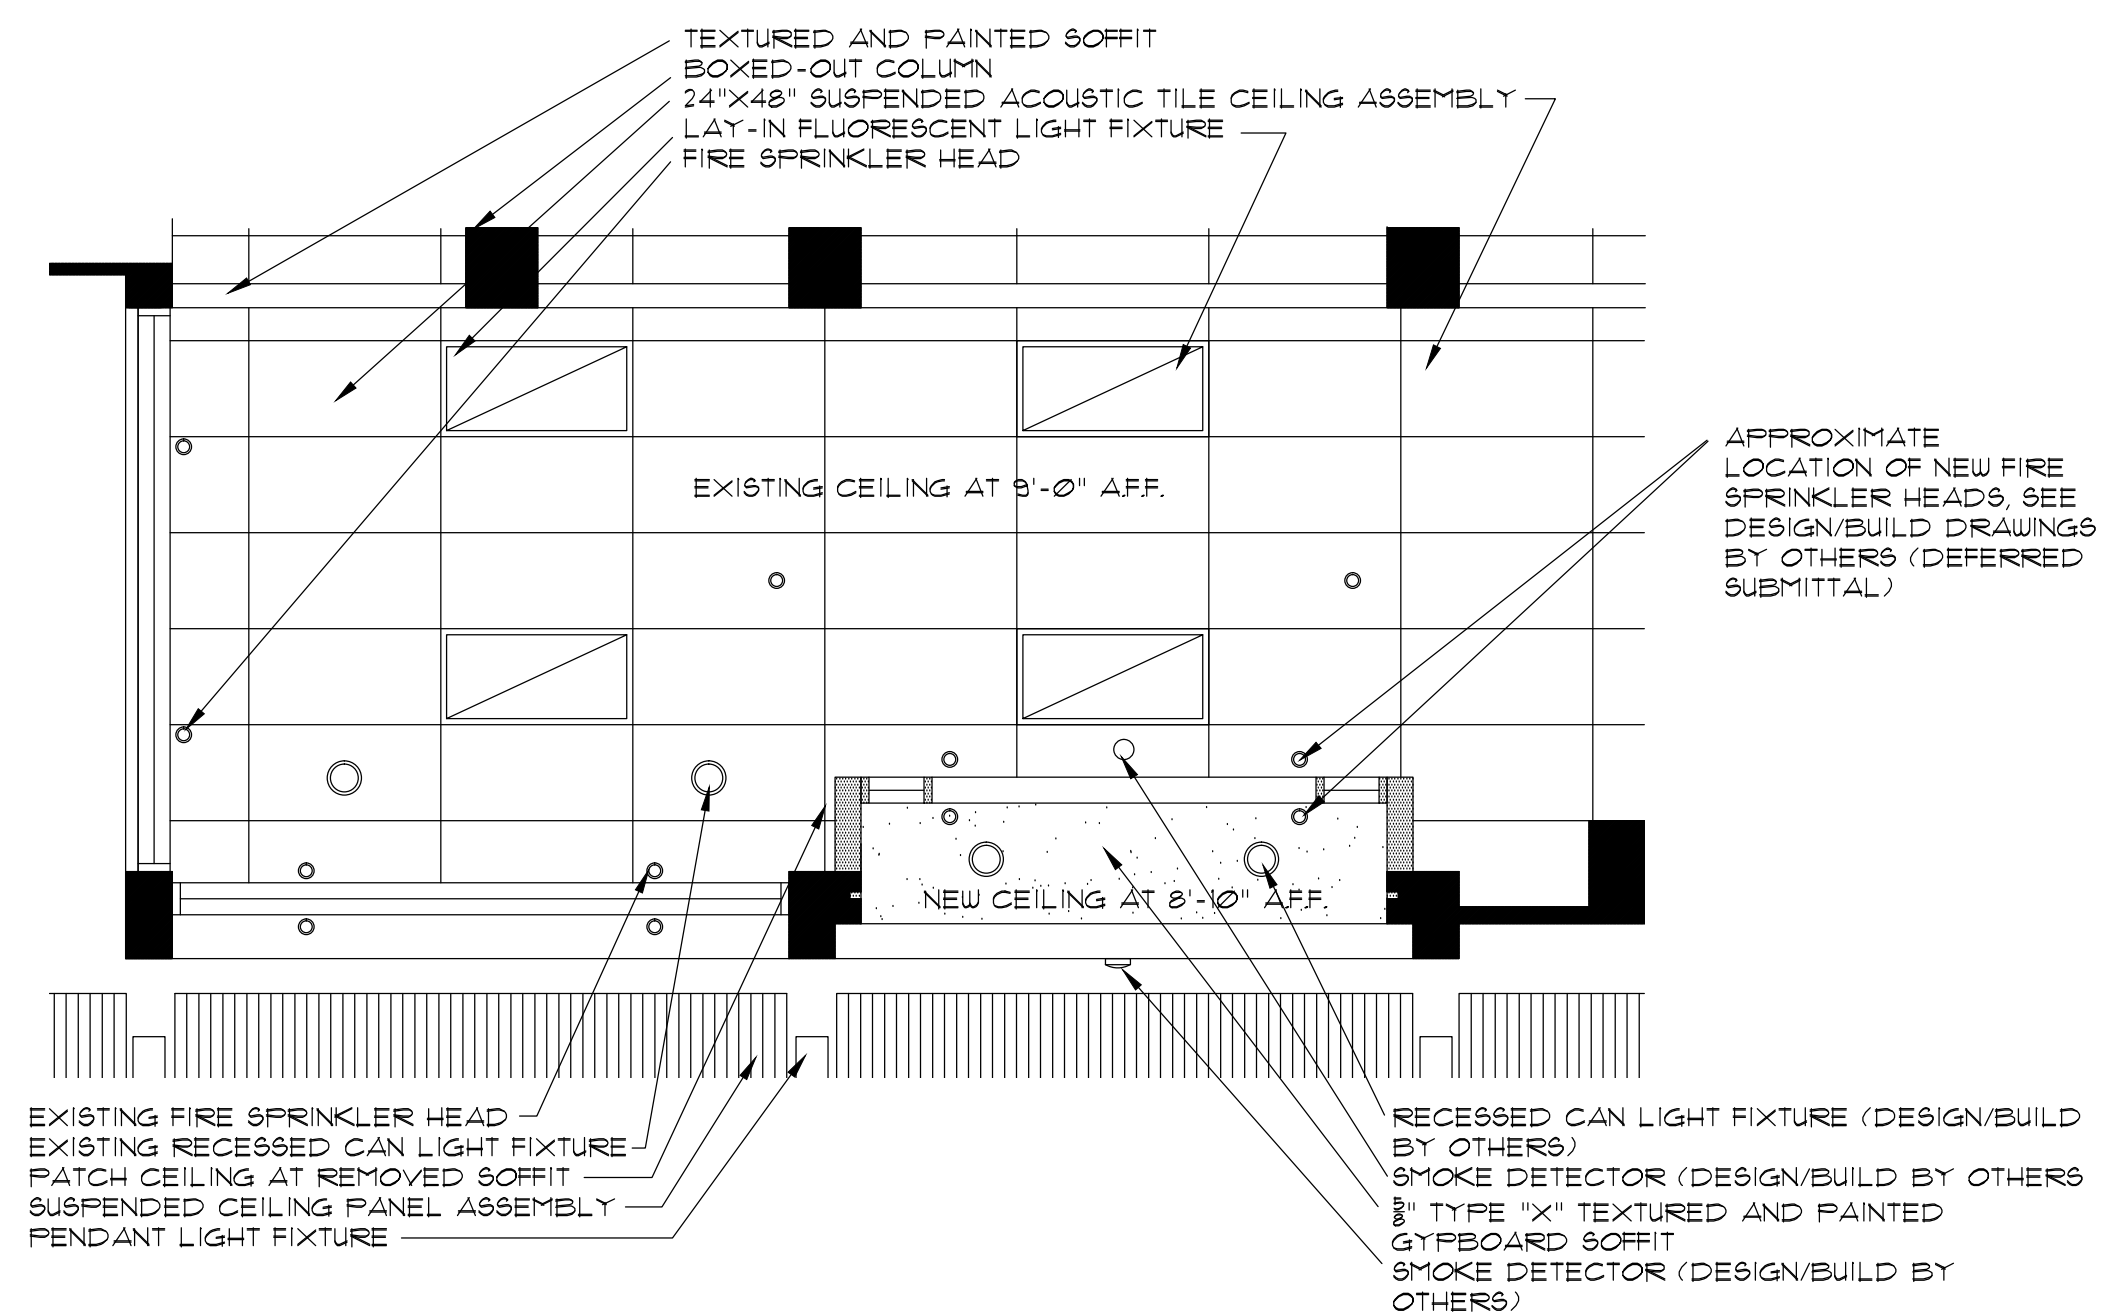 TEXTURED AND PAINTED SOFFIT
BOXED-OUT COLUMN
24"X48" SUSPENDED ACOUSTIC TILE CEILING ASSEMBLY
LAY-IN FLUORESCENT LIGHT FIXTURE
FIRE SPRINKLER HEAD
APPROXIMATE
LOCATION OF NEW FIRE
SPRINKLER HEADS, SEE
DESIGN/BUILD DRAWINGS
BY OTHERS (DEFERRED
SUBMITTAL)
EXISTING CEILING AT 9'-0" A.F.F.
NEW CEILING AT 8'-10" A.F.F.
EXISTING FIRE SPRINKLER HEAD
EXISTING RECESSED CAN LIGHT FIXTURE
PATCH CEILING AT REMOVED SOFFIT
SUSPENDED CEILING PANEL ASSEMBLY
PENDANT LIGHT FIXTURE
RECESSED CAN LIGHT FIXTURE (DESIGN/BUILD
BY OTHERS)
SMOKE DETECTOR (DESIGN/BUILD BY OTHERS
5/8" TYPE "X" TEXTURED AND PAINTED
GYPBOARD SOFFIT
SMOKE DETECTOR (DESIGN/BUILD BY
OTHERS)